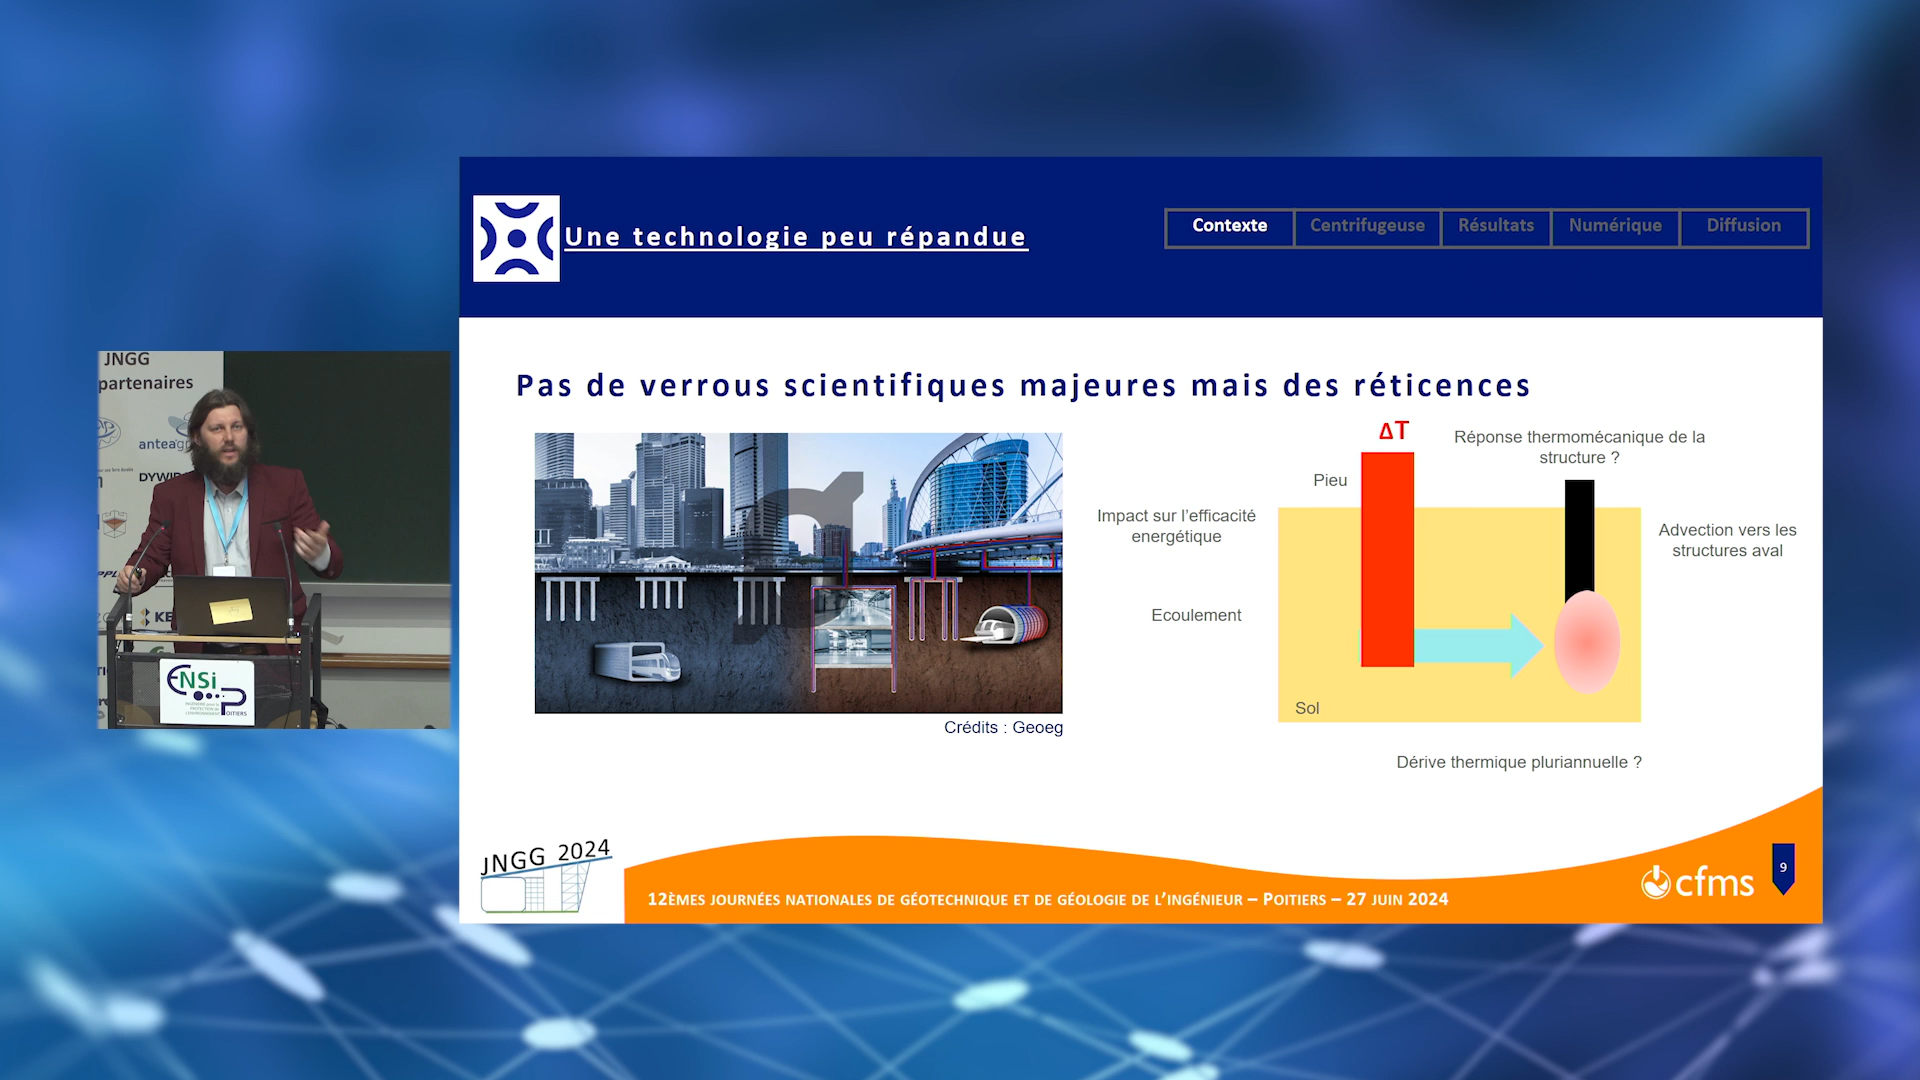 Une technologie peu répandue
Contexte
Centrifugeuse
Résultats
Numérique
Diffusion
Pas de verrous scientifiques majeures mais des réticences
ΔT
Réponse thermomécanique de la
structure ?
Pieu
Impact sur l’efficacité
energétique
Advection vers les
structures aval
Ecoulement
Sol
Crédits : Geoeg
Dérive thermique pluriannuelle ?
JNGG 2024
12èmes journées nationales de géotechnique et de géologie de l’ingénieur – Poitiers – 27 juin 2024
cfms
9
JNGG
partenaires
DYWID
ENSi
P
OITIERS